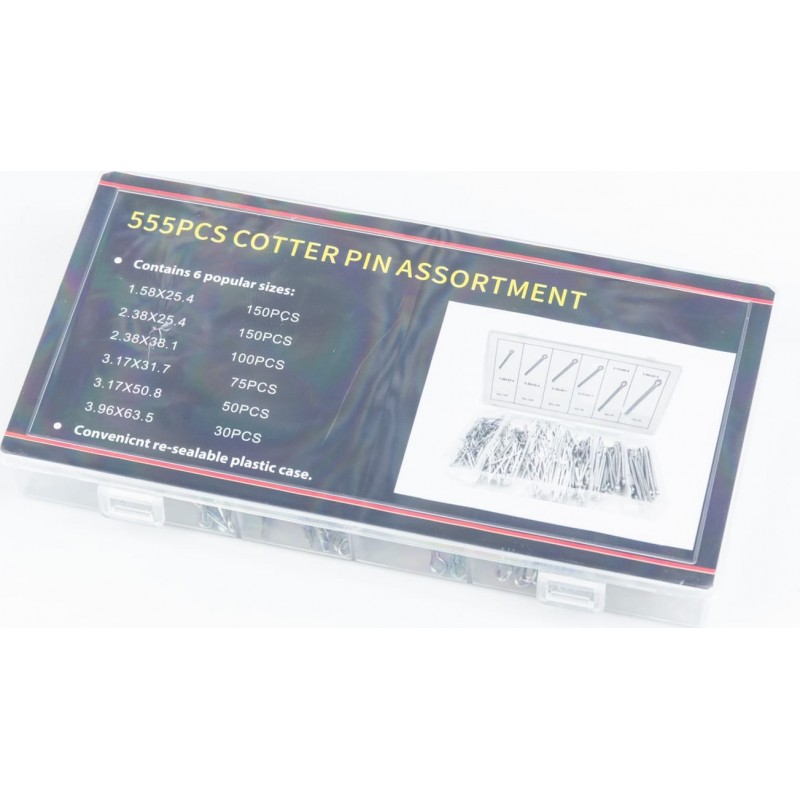 555PCS COTTER PIN ASSORTMENT
• Contains 6 popular sizes:
1.58X25.4 150PCS
2.38X25.4 150PCS
2.38X38.1 100PCS
3.17X31.7 75PCS
3.17X50.8 50PCS
3.96X63.5 30PCS
• Convenicnt re-sealable plastic case.